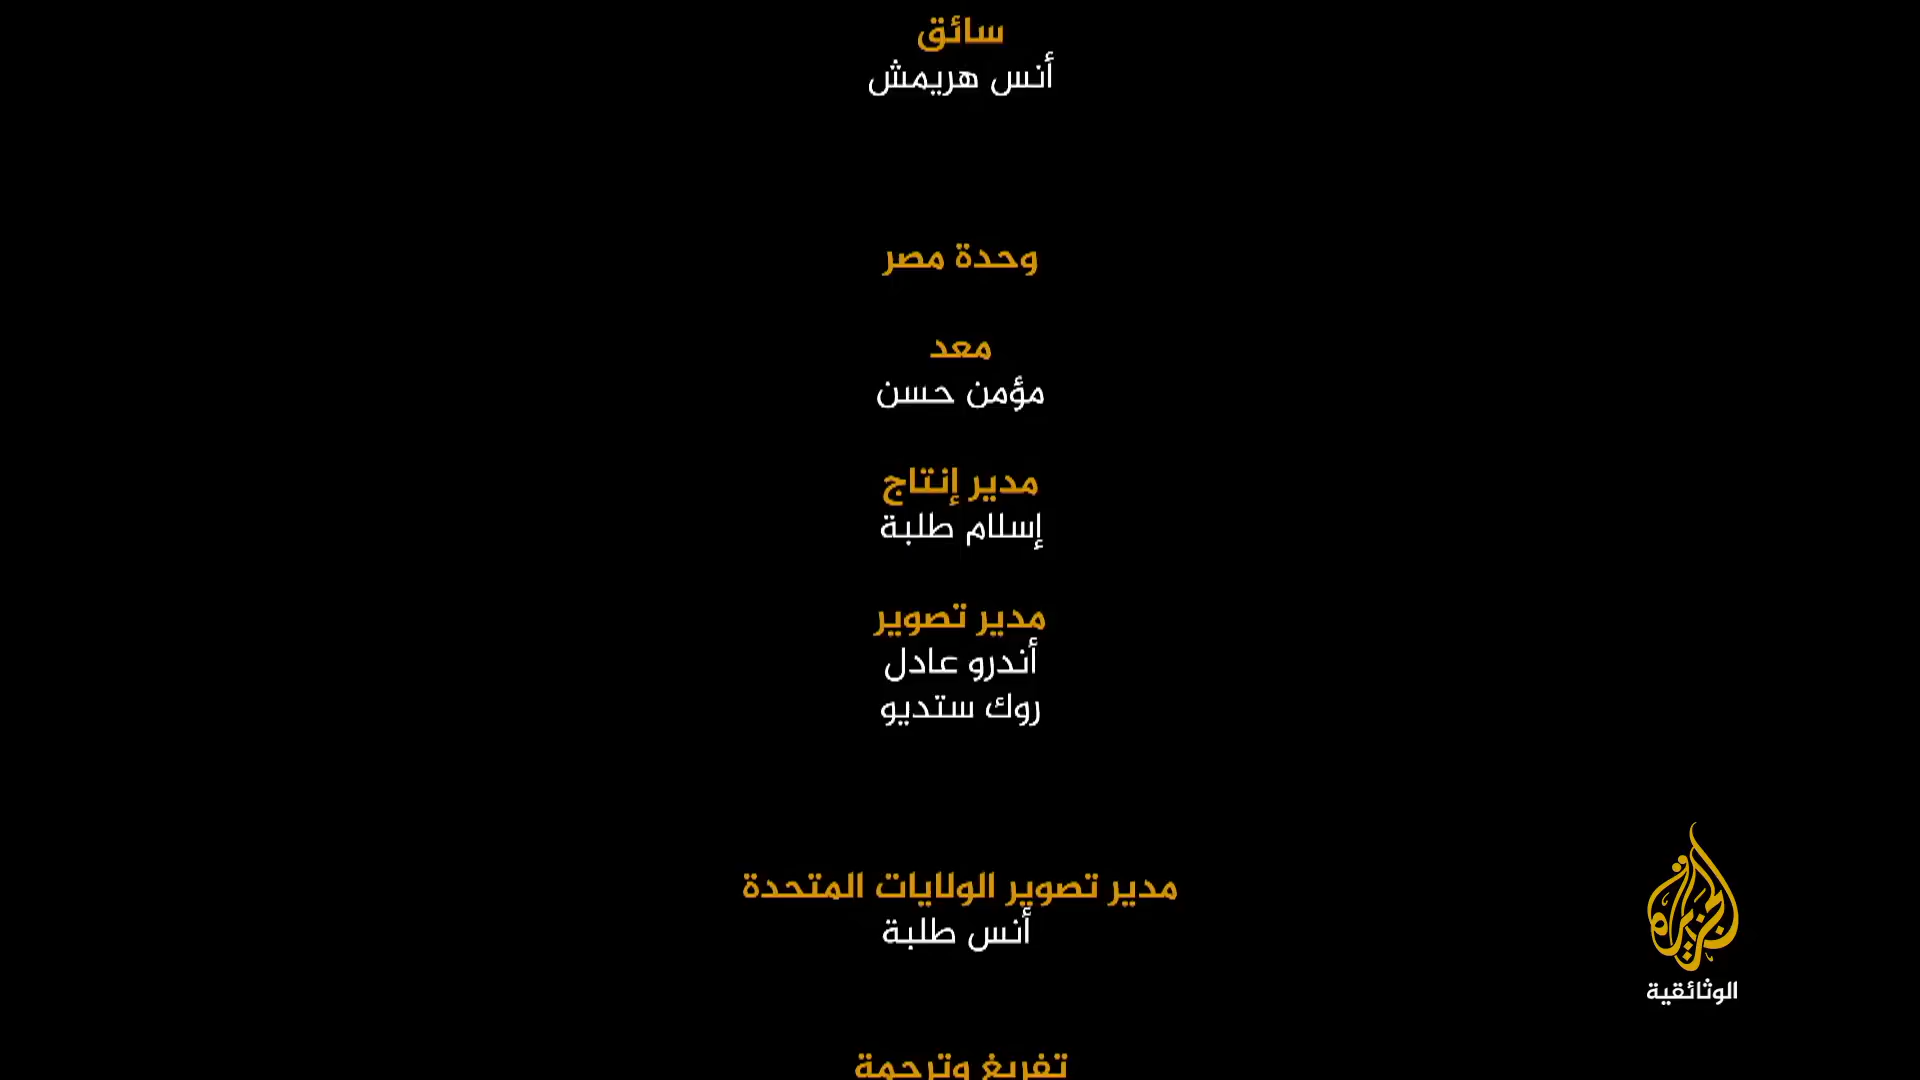 سائق
أنس هريمش
وحدة مصر
معد
مؤمن حسن
مدير إنتاج
إسلام طلبة
مدير تصوير
أندرو عادل
روك ستديو
مدير تصوير الولايات المتحدة
أنس طلبة
الجزيرة
الوثائقية
تفريغ وترجمة